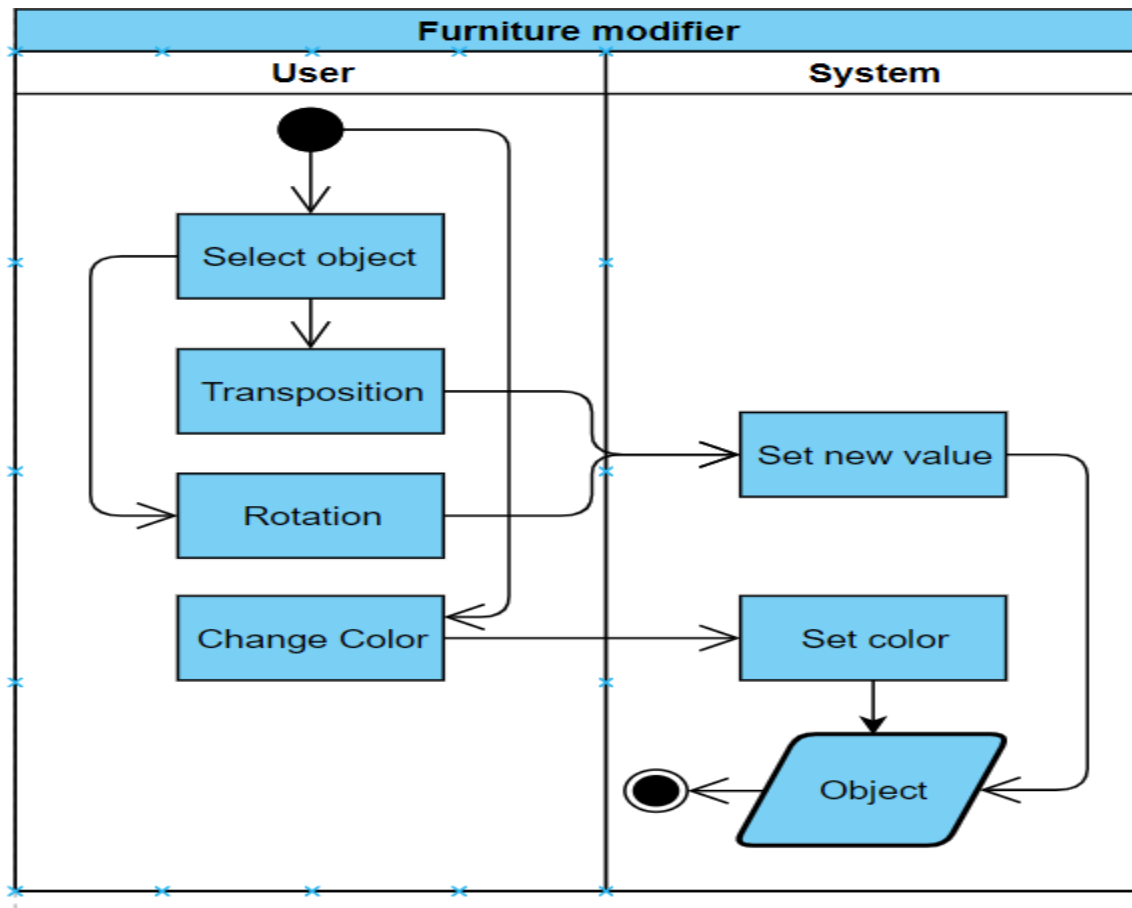 Furniture modifier
User
System
Select object
Transposition
Set new value
Rotation
Change Color
Set color
Object